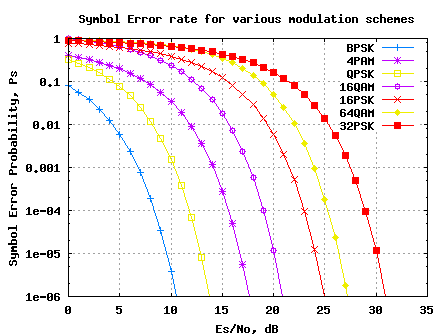 Symbol Error rate for various modulation schemes
Symbol Error Probability, Ps
1
0.1
0.01
0.001
1e-04
1e-05
1e-06
BPSK
4PAM
QPSK
16QAM
16PSK
64QAM
32PSK
0 5 10 15 20 25 30 35
Es/No, dB